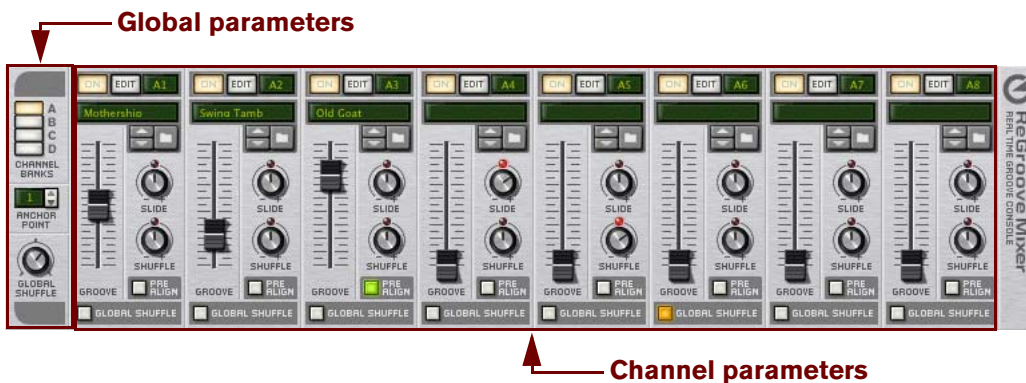 Global parameters
ON EDIT A1 ON EDIT A2 ON EDIT A3 ON EDIT A4 ON EDIT A5 ON EDIT A6 ON EDIT A7 ON EDIT A8
A
B
C
D
CHANNEL
BANKS
1
ANCHOR
POINT
GLOBAL
SHUFFLE
Mothership Swing Tamb Old Goat
SLIDE SLIDE SLIDE SLIDE SLIDE SLIDE SLIDE SLIDE
SHUFFLE SHUFFLE SHUFFLE SHUFFLE SHUFFLE SHUFFLE SHUFFLE SHUFFLE
GROOVE PRE ALIGN GROOVE PRE ALIGN GROOVE PRE ALIGN GROOVE PRE ALIGN GROOVE PRE ALIGN GROOVE PRE ALIGN GROOVE PRE ALIGN GROOVE PRE ALIGN
GLOBAL SHUFFLE GLOBAL SHUFFLE GLOBAL SHUFFLE GLOBAL SHUFFLE GLOBAL SHUFFLE GLOBAL SHUFFLE GLOBAL SHUFFLE GLOBAL SHUFFLE
ReGroove Mixer
REAL TIME GROOVE CONSOLE
Channel parameters